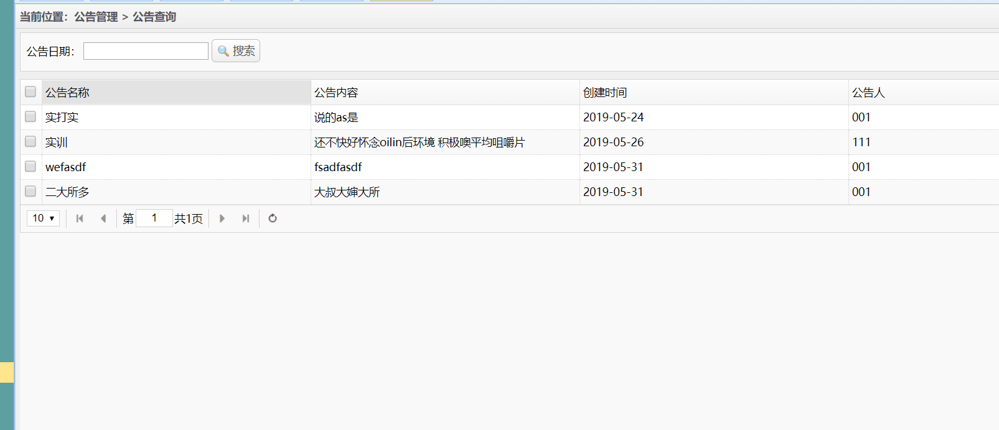 当前位置：公告管理 > 公告查询
公告日期： 搜索
公告名称 公告内容 创建时间 公告人
实打实 说的as是 2019-05-24 001
实训 还不快好怀念oilin后环境 积极噢平均咀嚼片 2019-05-26 111
wefasdf fsadfasdf 2019-05-31 001
二大所多 大叔大婶大所 2019-05-31 001
10 第 1 共1页